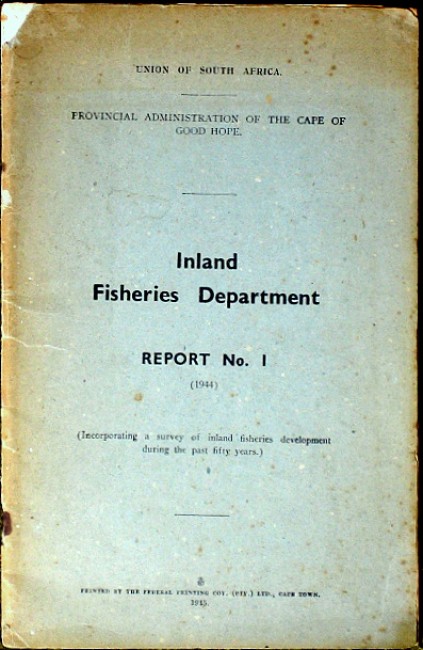 UNION OF SOUTH AFRICA.
PROVINCIAL ADMINISTRATION OF THE CAPE OF
GOOD HOPE.
Inland
Fisheries Department
REPORT No. 1
(1944)
(Incorporating a survey of inland fisheries development
during the past fifty years.)
PRINTED BY THE FEDERAL PRINTING COY. (PTY.) LTD., CAPE TOWN.
1945.